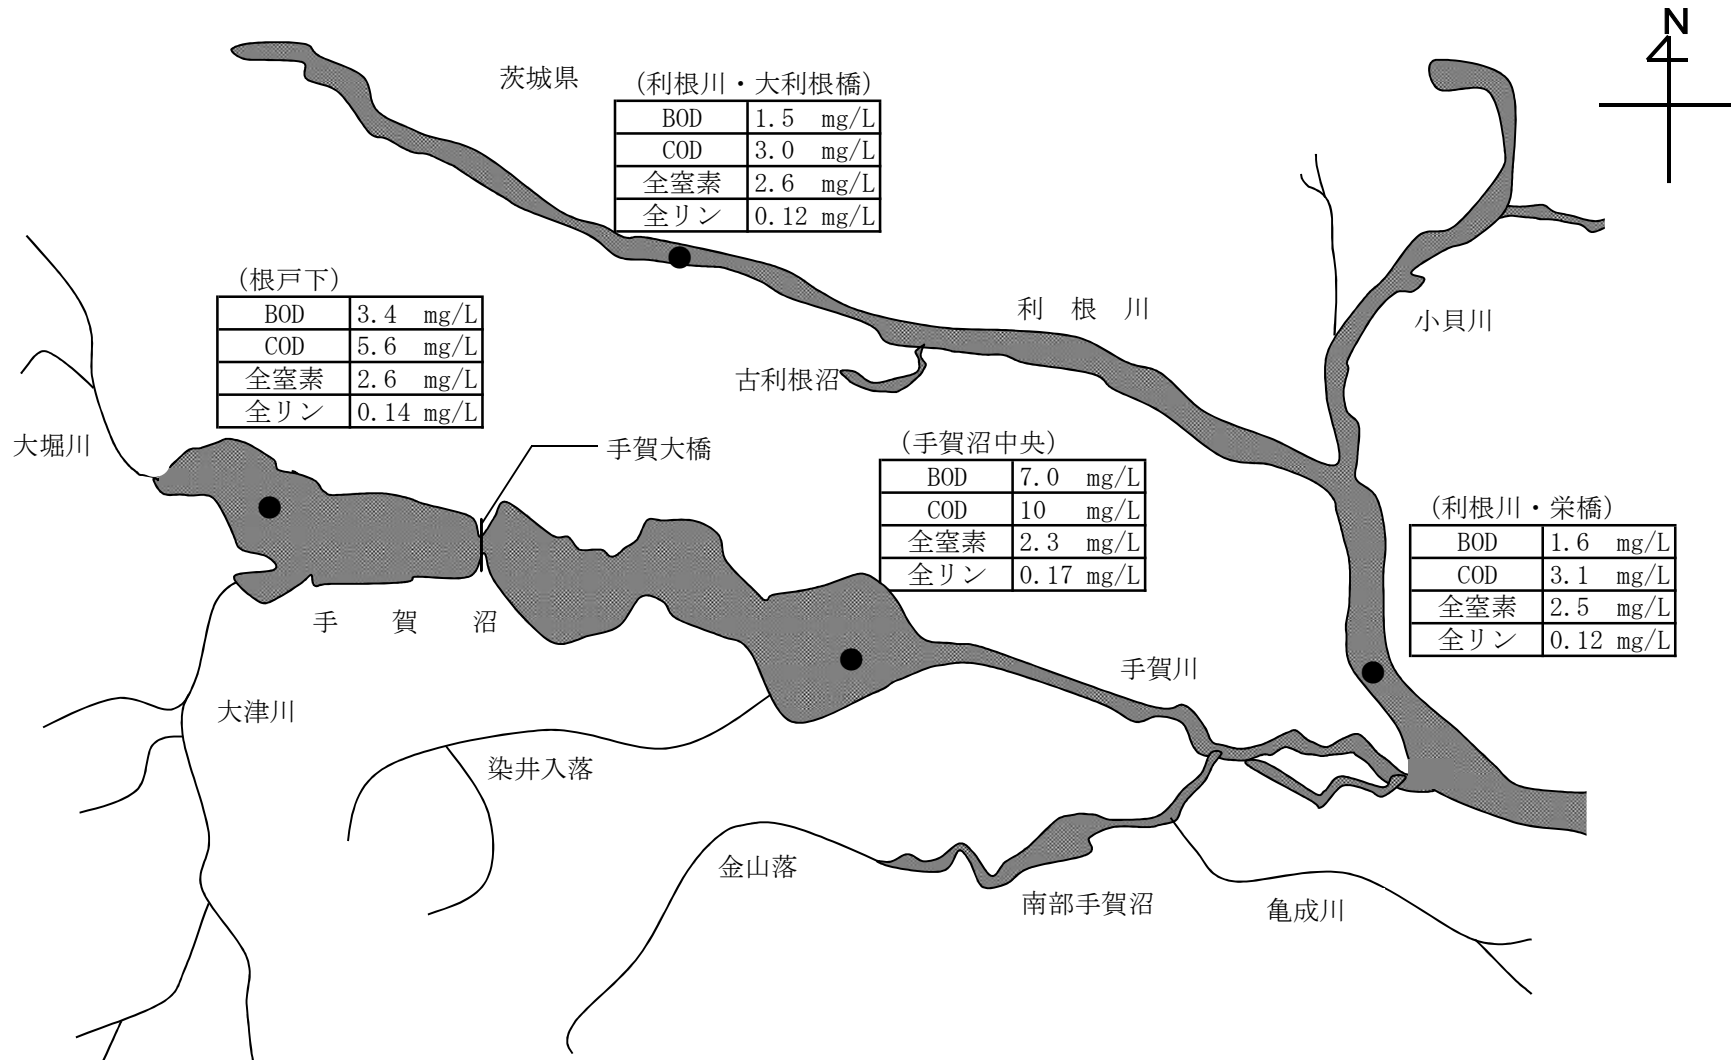 N
茨城県
(利根川・大利根橋)
BOD 1.5 mg/L
COD 3.0 mg/L
全窒素 2.6 mg/L
全リン 0.12 mg/L
(根戸下)
BOD 3.4 mg/L
COD 5.6 mg/L
全窒素 2.6 mg/L
全リン 0.14 mg/L
利根川
小貝川
古利根沼
大堀川
手賀大橋
(手賀沼中央)
BOD 7.0 mg/L
COD 10 mg/L
全窒素 2.3 mg/L
全リン 0.17 mg/L
(利根川・栄橋)
BOD 1.6 mg/L
COD 3.1 mg/L
全窒素 2.5 mg/L
全リン 0.12 mg/L
手賀沼
手賀川
大津川
染井入落
金山落
南部手賀沼
亀成川